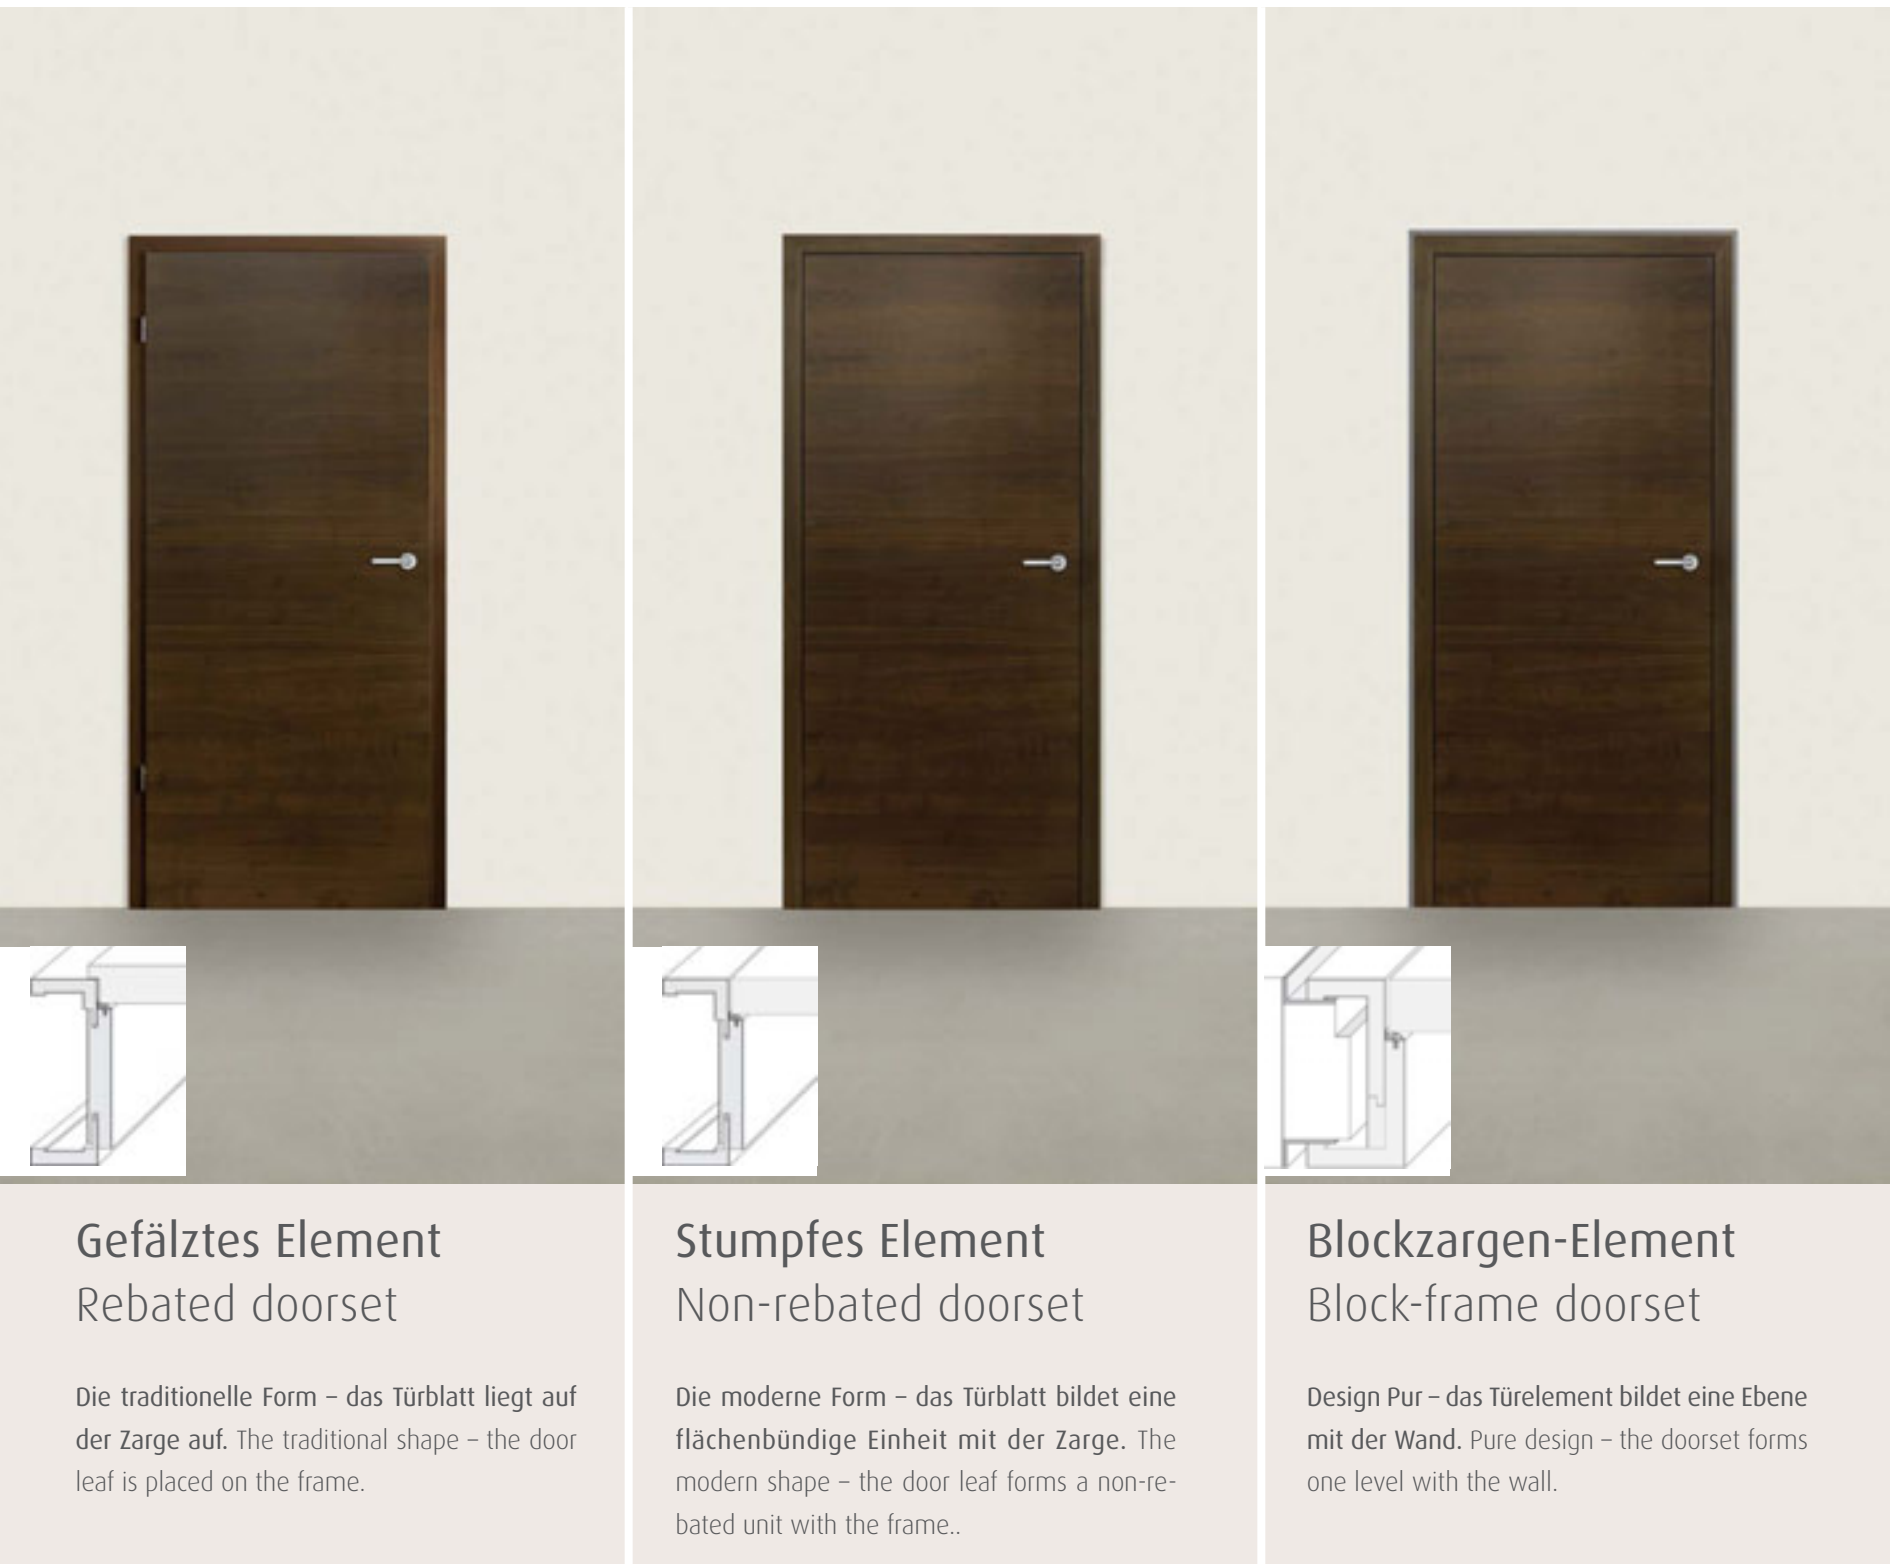 Gefälztes Element
Rebated doorset
Die traditionelle Form – das Türblatt liegt auf
der Zarge auf. The traditional shape – the door
leaf is placed on the frame.
Stumpfes Element
Non-rebated doorset
Die moderne Form – das Türblatt bildet eine
flächenbündige Einheit mit der Zarge. The
modern shape – the door leaf forms a non-re-
bated unit with the frame..
Blockzargen-Element
Block-frame doorset
Design Pur – das Türelement bildet eine Ebene
mit der Wand. Pure design – the doorset forms
one level with the wall.